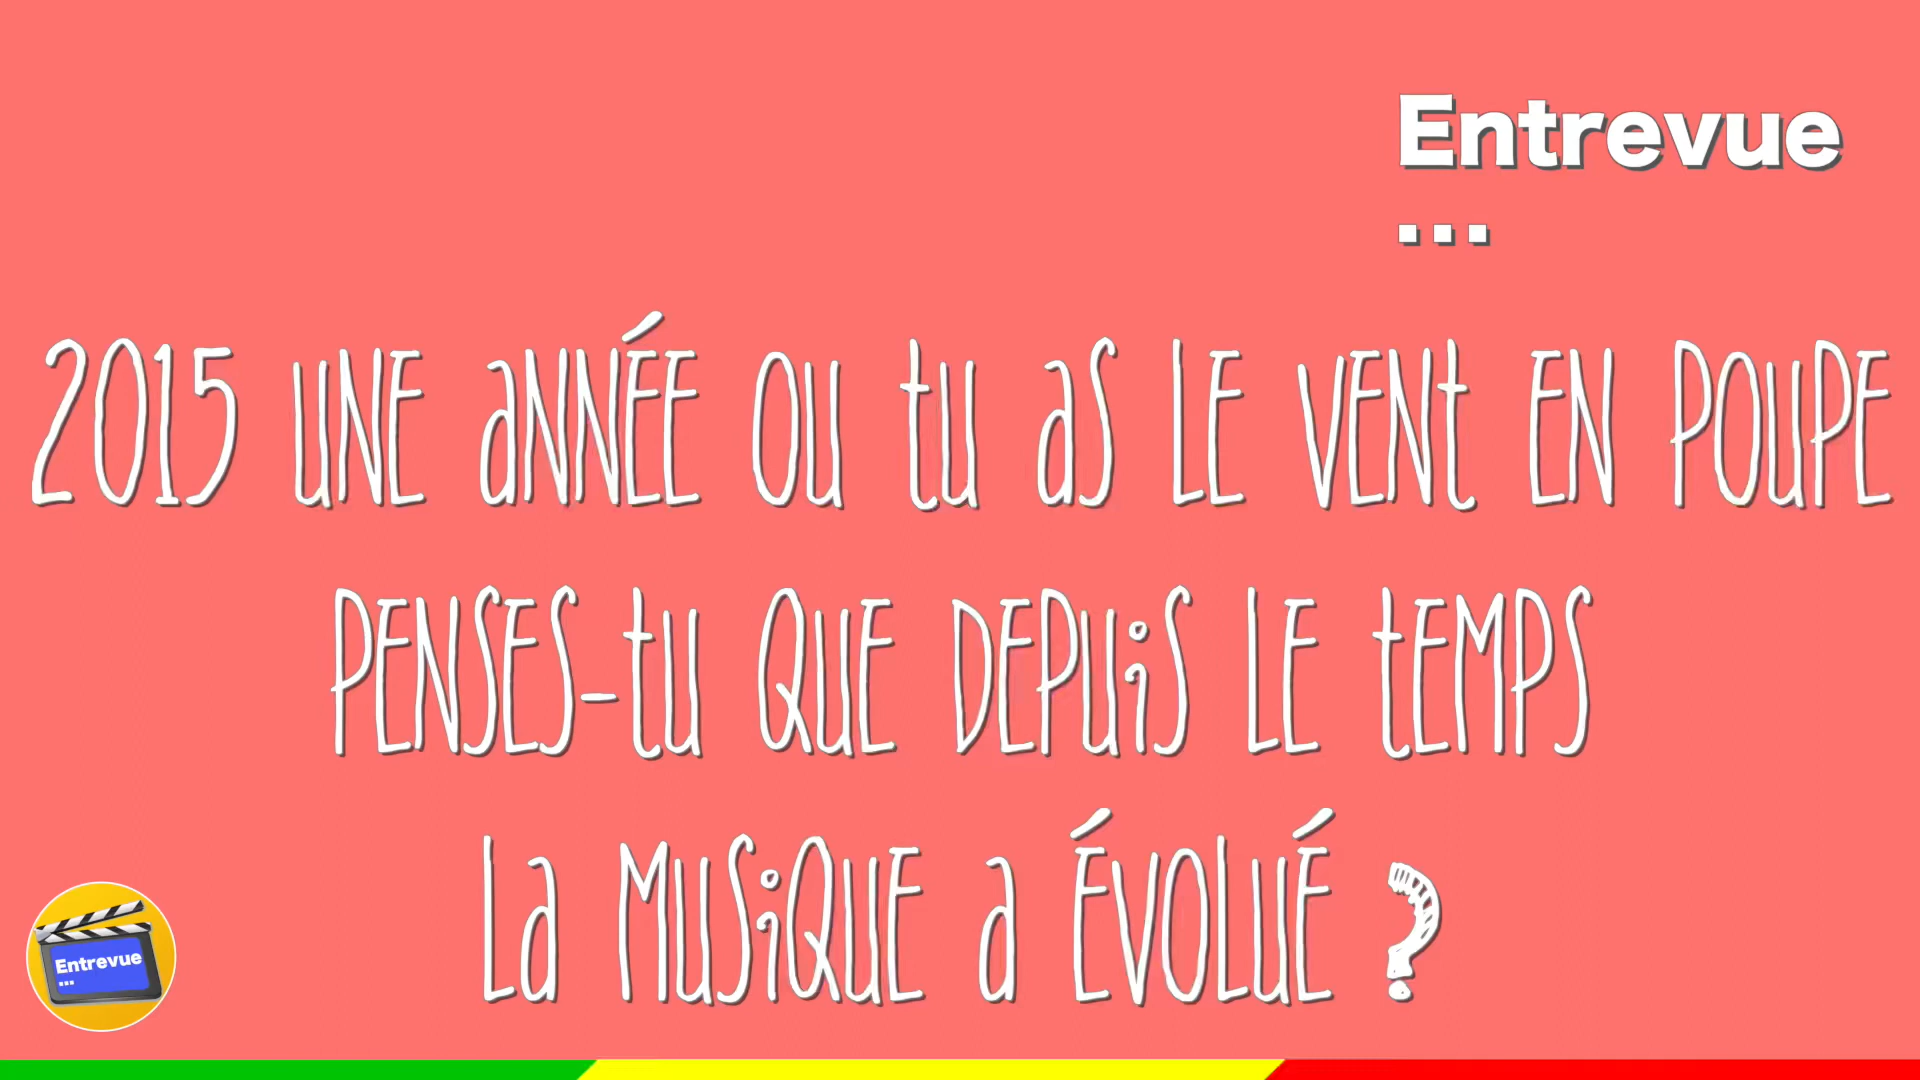 Entrevue
...
2015 UNE ANNÉE OU TU AS LE VENT EN POUPE
PENSES-TU QUE DEPUIS LE TEMPS
LA MUSIQUE A ÉVOLUÉ ?
Entrevue
...